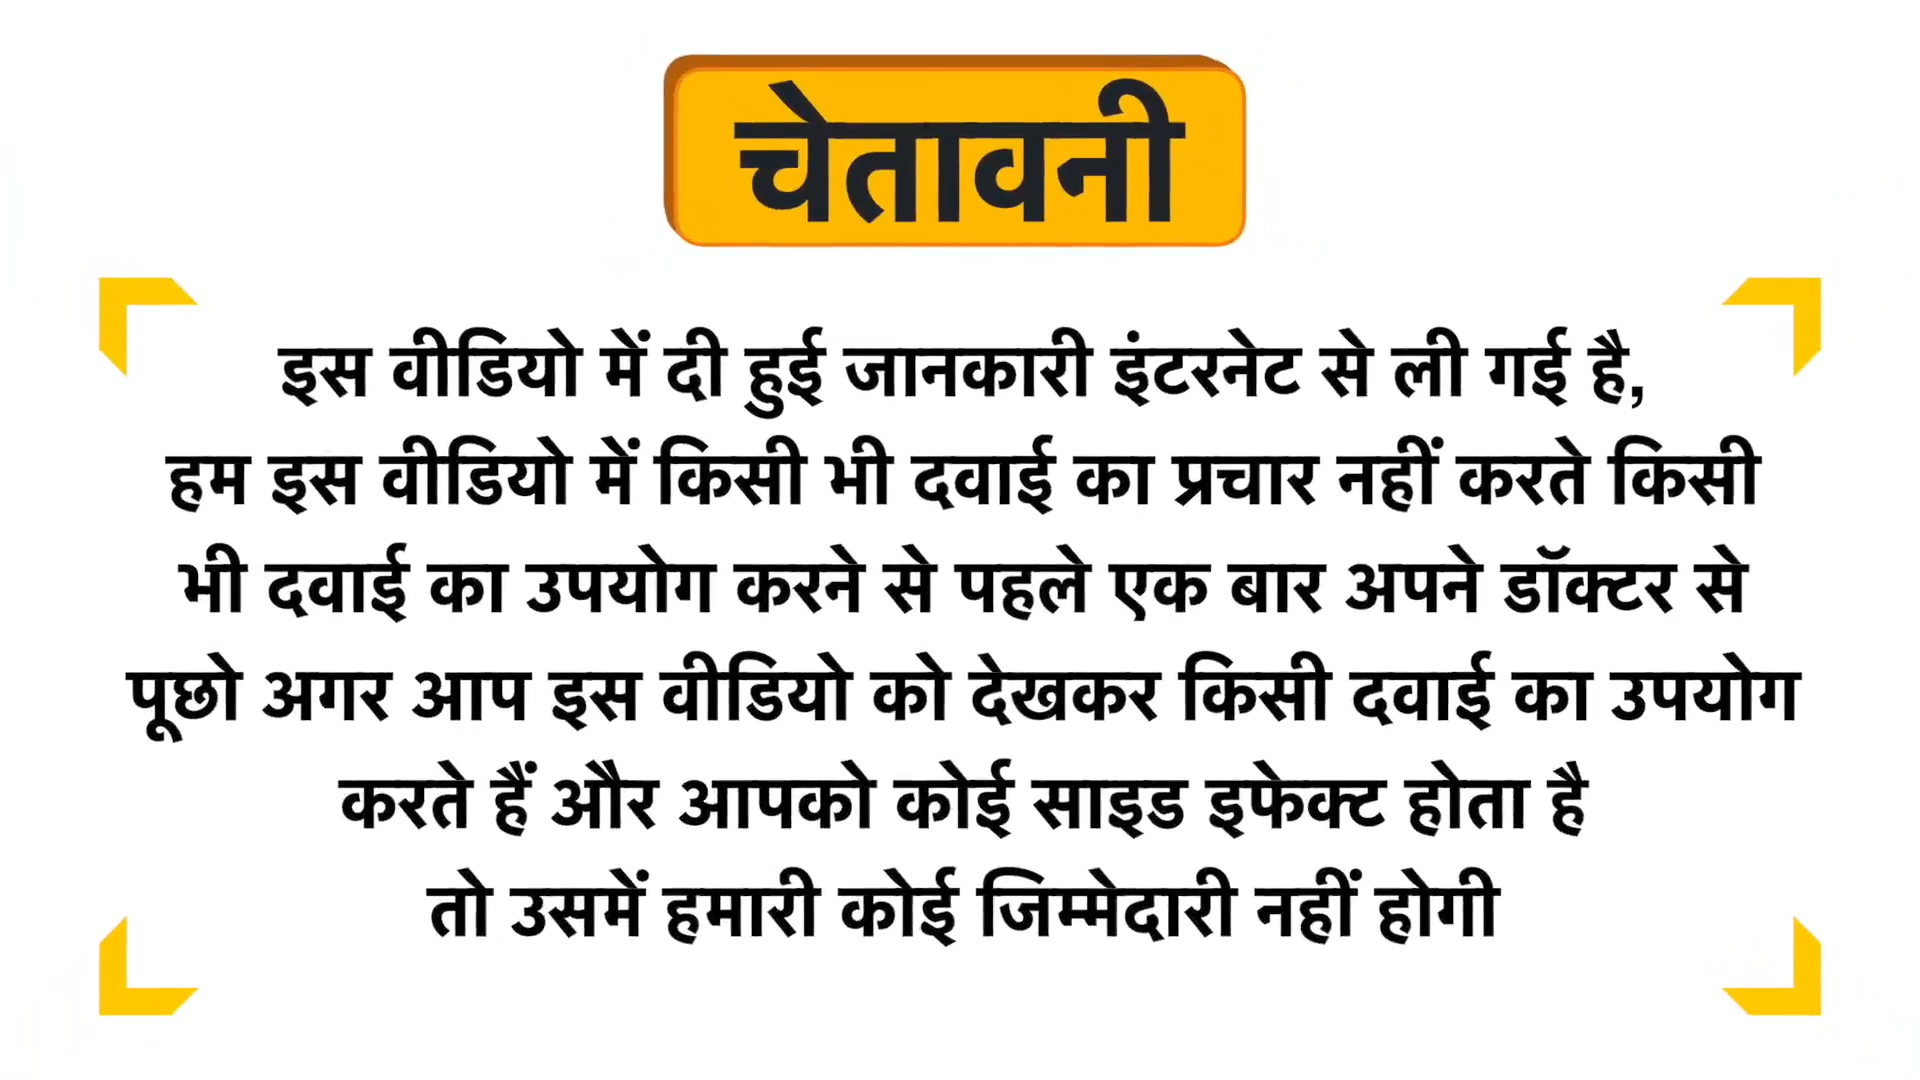 चेतावनी
इस वीडियो में दी हुई जानकारी इंटरनेट से ली गई है,
हम इस वीडियो में किसी भी दवाई का प्रचार नहीं करते किसी
भी दवाई का उपयोग करने से पहले एक बार अपने डॉक्टर से
पूछो अगर आप इस वीडियो को देखकर किसी दवाई का उपयोग
करते हैं और आपको कोई साइड इफेक्ट होता है
तो उसमें हमारी कोई जिम्मेदारी नहीं होगी